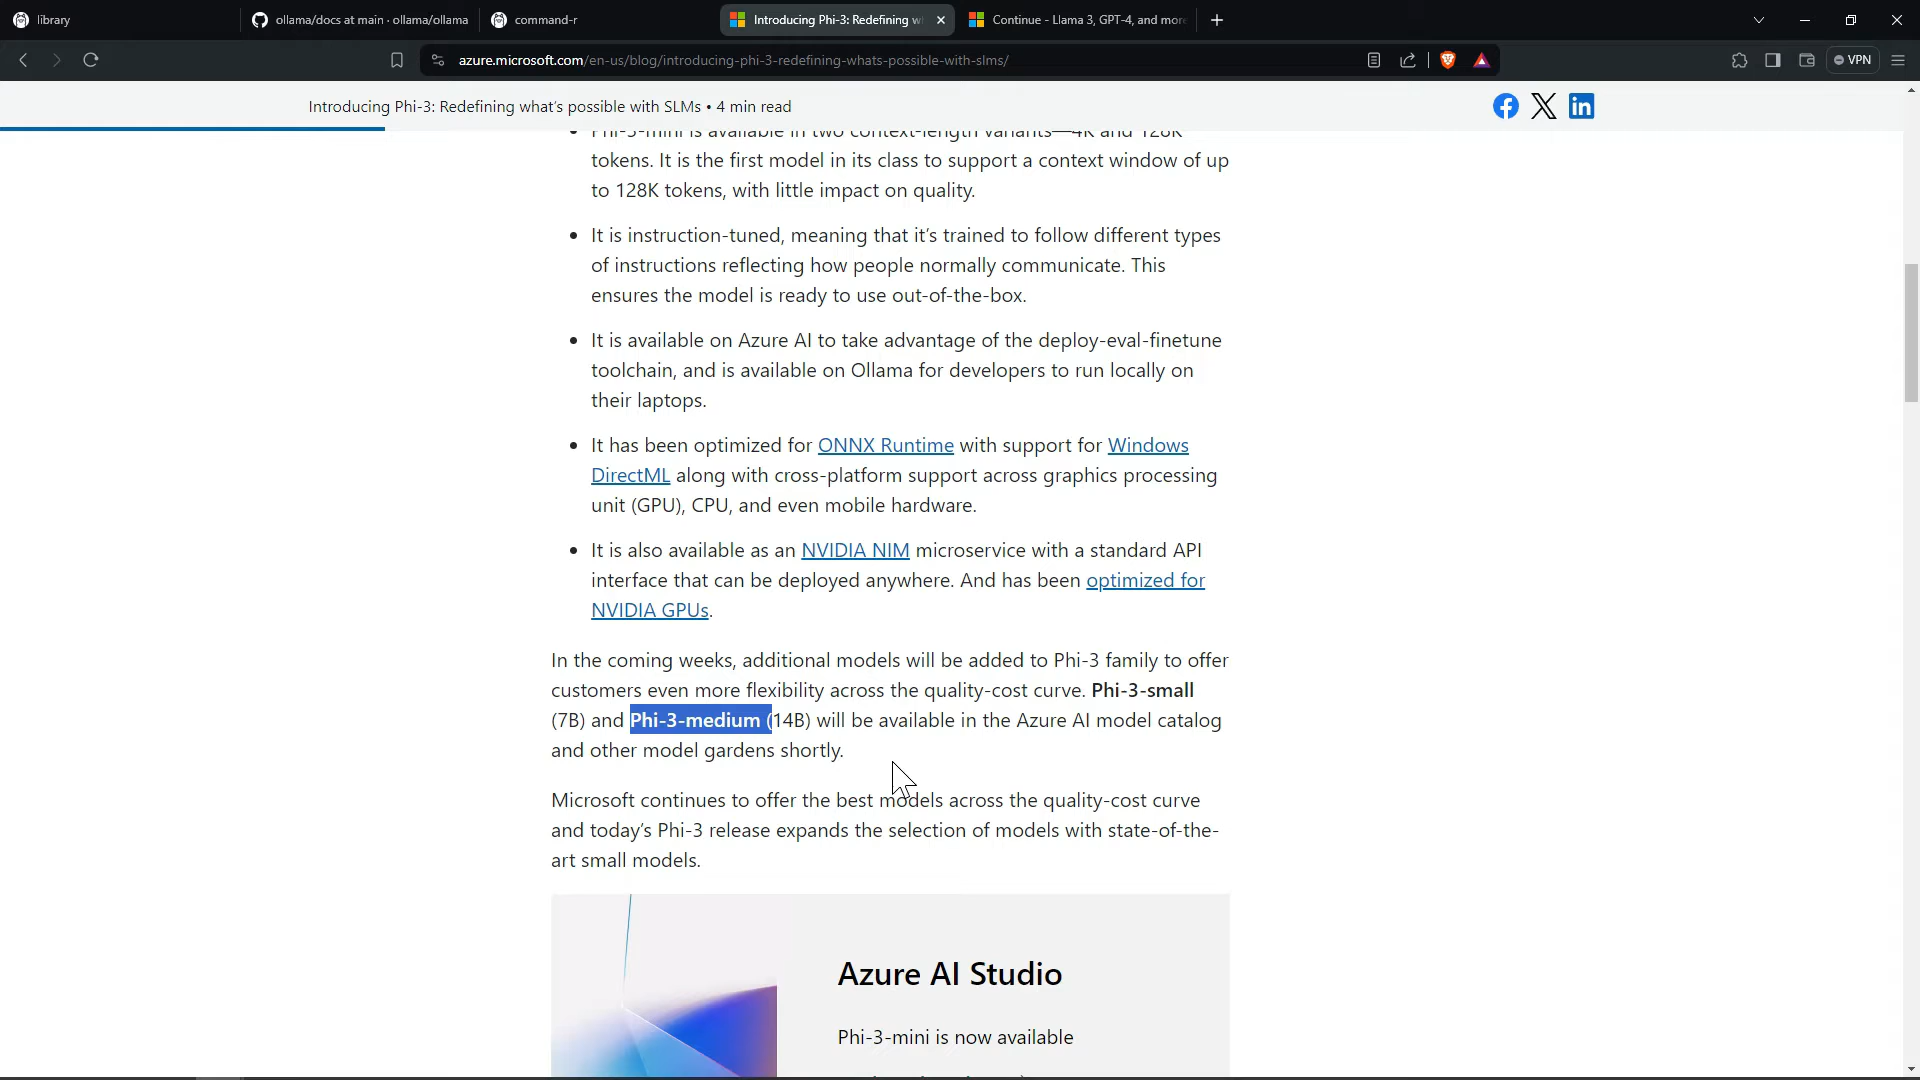 library
ollama/docs at main · ollama/ollama
command-r
Introducing Phi-3: Redefining w
Continue - Llama 3, GPT-4, and more
azure.microsoft.com/en-us/blog/introducing-phi-3-redefining-whats-possible-with-slms/
VPN
Introducing Phi-3: Redefining what's possible with SLMs • 4 min read
Phi-3-mini is available in two context-length variants—4K and 128K
tokens. It is the first model in its class to support a context window of up
to 128K tokens, with little impact on quality.
It is instruction-tuned, meaning that it's trained to follow different types
of instructions reflecting how people normally communicate. This
ensures the model is ready to use out-of-the-box.
It is available on Azure AI to take advantage of the deploy-eval-finetune
toolchain, and is available on Ollama for developers to run locally on
their laptops.
It has been optimized for ONNX Runtime with support for Windows
DirectML along with cross-platform support across graphics processing
unit (GPU), CPU, and even mobile hardware.
It is also available as an NVIDIA NIM microservice with a standard API
interface that can be deployed anywhere. And has been optimized for
NVIDIA GPUs.
In the coming weeks, additional models will be added to Phi-3 family to offer
customers even more flexibility across the quality-cost curve. Phi-3-small
(7B) and Phi-3-medium (14B) will be available in the Azure AI model catalog
and other model gardens shortly.
Microsoft continues to offer the best models across the quality-cost curve
and today's Phi-3 release expands the selection of models with state-of-the-
art small models.
Azure AI Studio
Phi-3-mini is now available